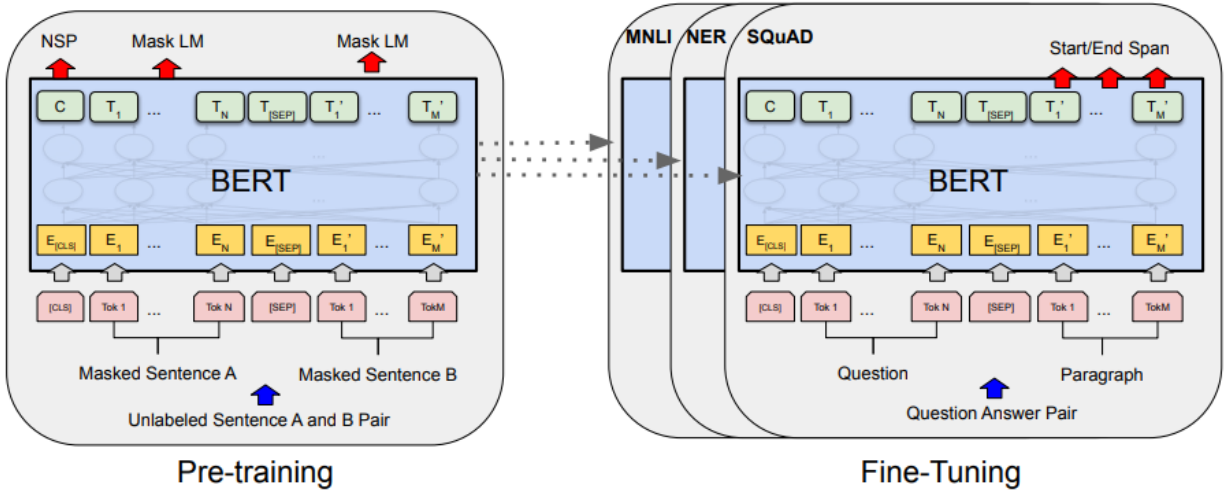 NSP Mask LM Mask LM
C T1 ... TN T[SEP] T1' ... TM'
...
BERT
...
E[CLS] E1 ... EN E[SEP] E1' ... EM'
[CLS] Tok 1 ... Tok N [SEP] Tok 1 ... TokM
Masked Sentence A Masked Sentence B
Unlabeled Sentence A and B Pair
Pre-training
MNLI NER SQuAD
Start/End Span
C T1 ... TN T[SEP] T1' ... TM'
...
BERT
...
E[CLS] E1 ... EN E[SEP] E1' ... EM'
[CLS] Tok 1 ... Tok N [SEP] Tok 1 ... TokM
Question Paragraph
Question Answer Pair
Fine-Tuning